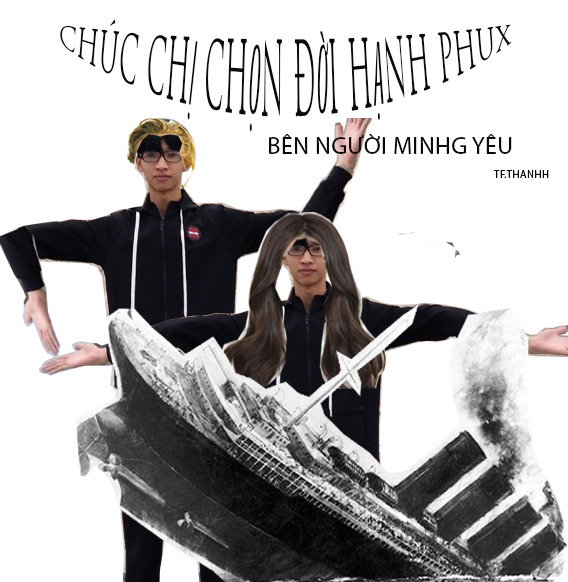 CHÚC CHỊ CHỌN ĐỜI HẠNH PHUX
BÊN NGƯỜI MINHG YÊU
TF.THANHH